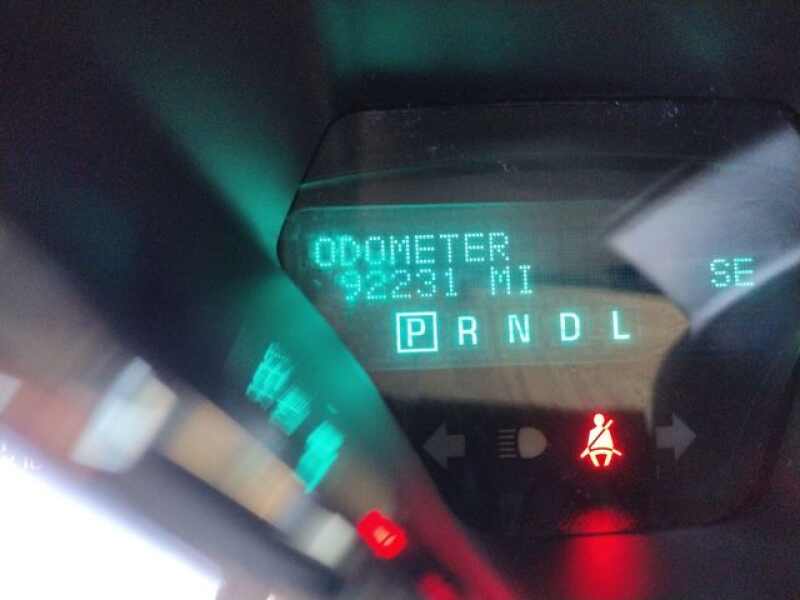 ODOMETER
92231 MI
SE
P R N D L